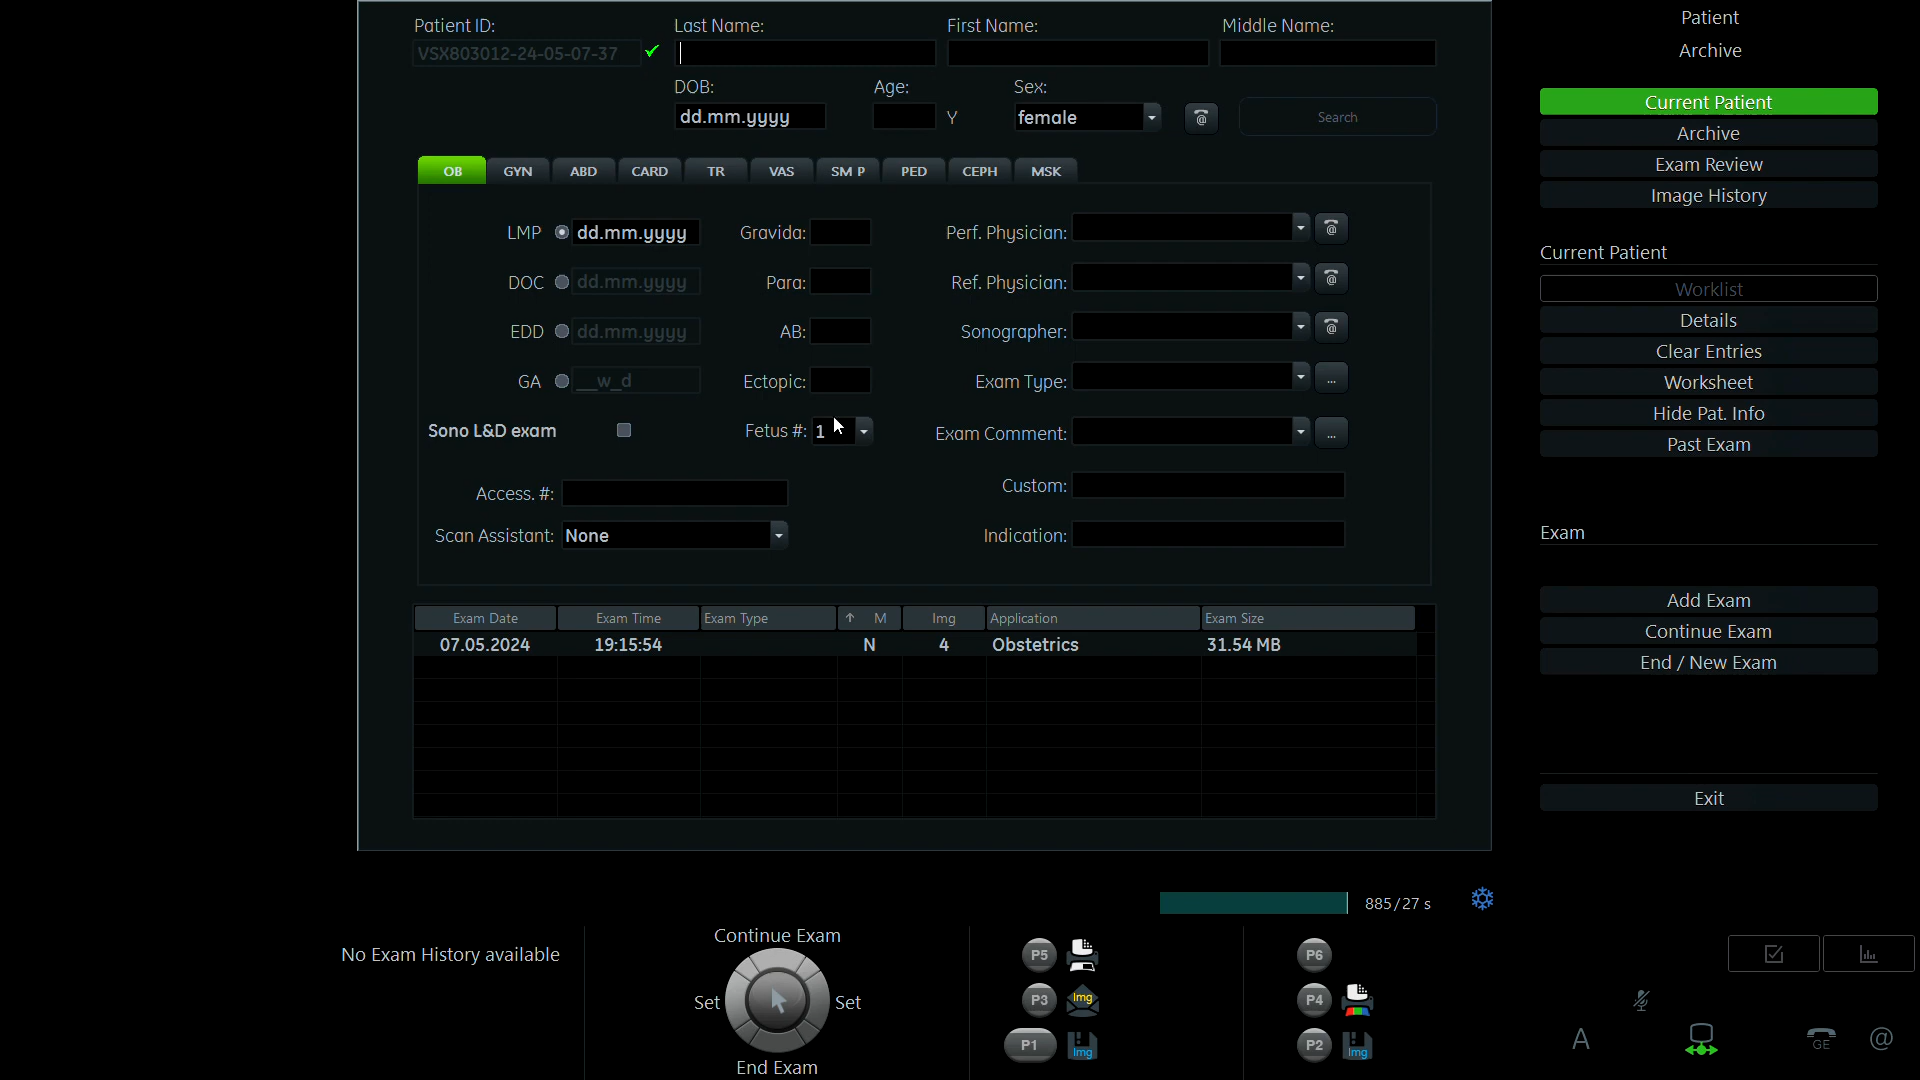 Patient ID: Last Name: First Name: Middle Name:
VSX803012-24-05-07-37
DOB: Age: Sex:
dd.mm.yyyy Y female @ Search
OB GYN ABD CARD TR VAS SM P PED CEPH MSK
LMP dd.mm.yyyy Gravida: Perf. Physician: @
DOC dd.mm.yyyy Para: Ref. Physician: @
EDD dd.mm.yyyy AB: Sonographer: @
GA __w_d Ectopic: Exam Type: ...
Sono L&D exam Fetus #: 1 Exam Comment: ...
Access. #: Custom:
Scan Assistant: None Indication:
Exam Date Exam Time Exam Type ↑ M Img Application Exam Size
07.05.2024 19:15:54 N 4 Obstetrics 31.54 MB
Patient
Archive
Current Patient
Archive
Exam Review
Image History
Current Patient
Worklist
Details
Clear Entries
Worksheet
Hide Pat. Info
Past Exam
Exam
Add Exam
Continue Exam
End / New Exam
Exit
885/27 s
No Exam History available
Continue Exam
Set Set
End Exam
P5 P6
P3 Img P4
P1 Img P2 Img
A GE @